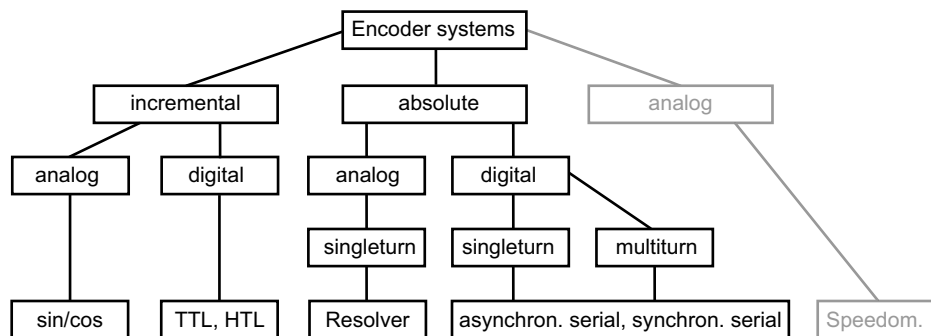 Encoder systems
incremental
absolute
analog
analog
digital
analog
digital
singleturn
singleturn
multiturn
sin/cos
TTL, HTL
Resolver
asynchron. serial, synchron. serial
Speedom.